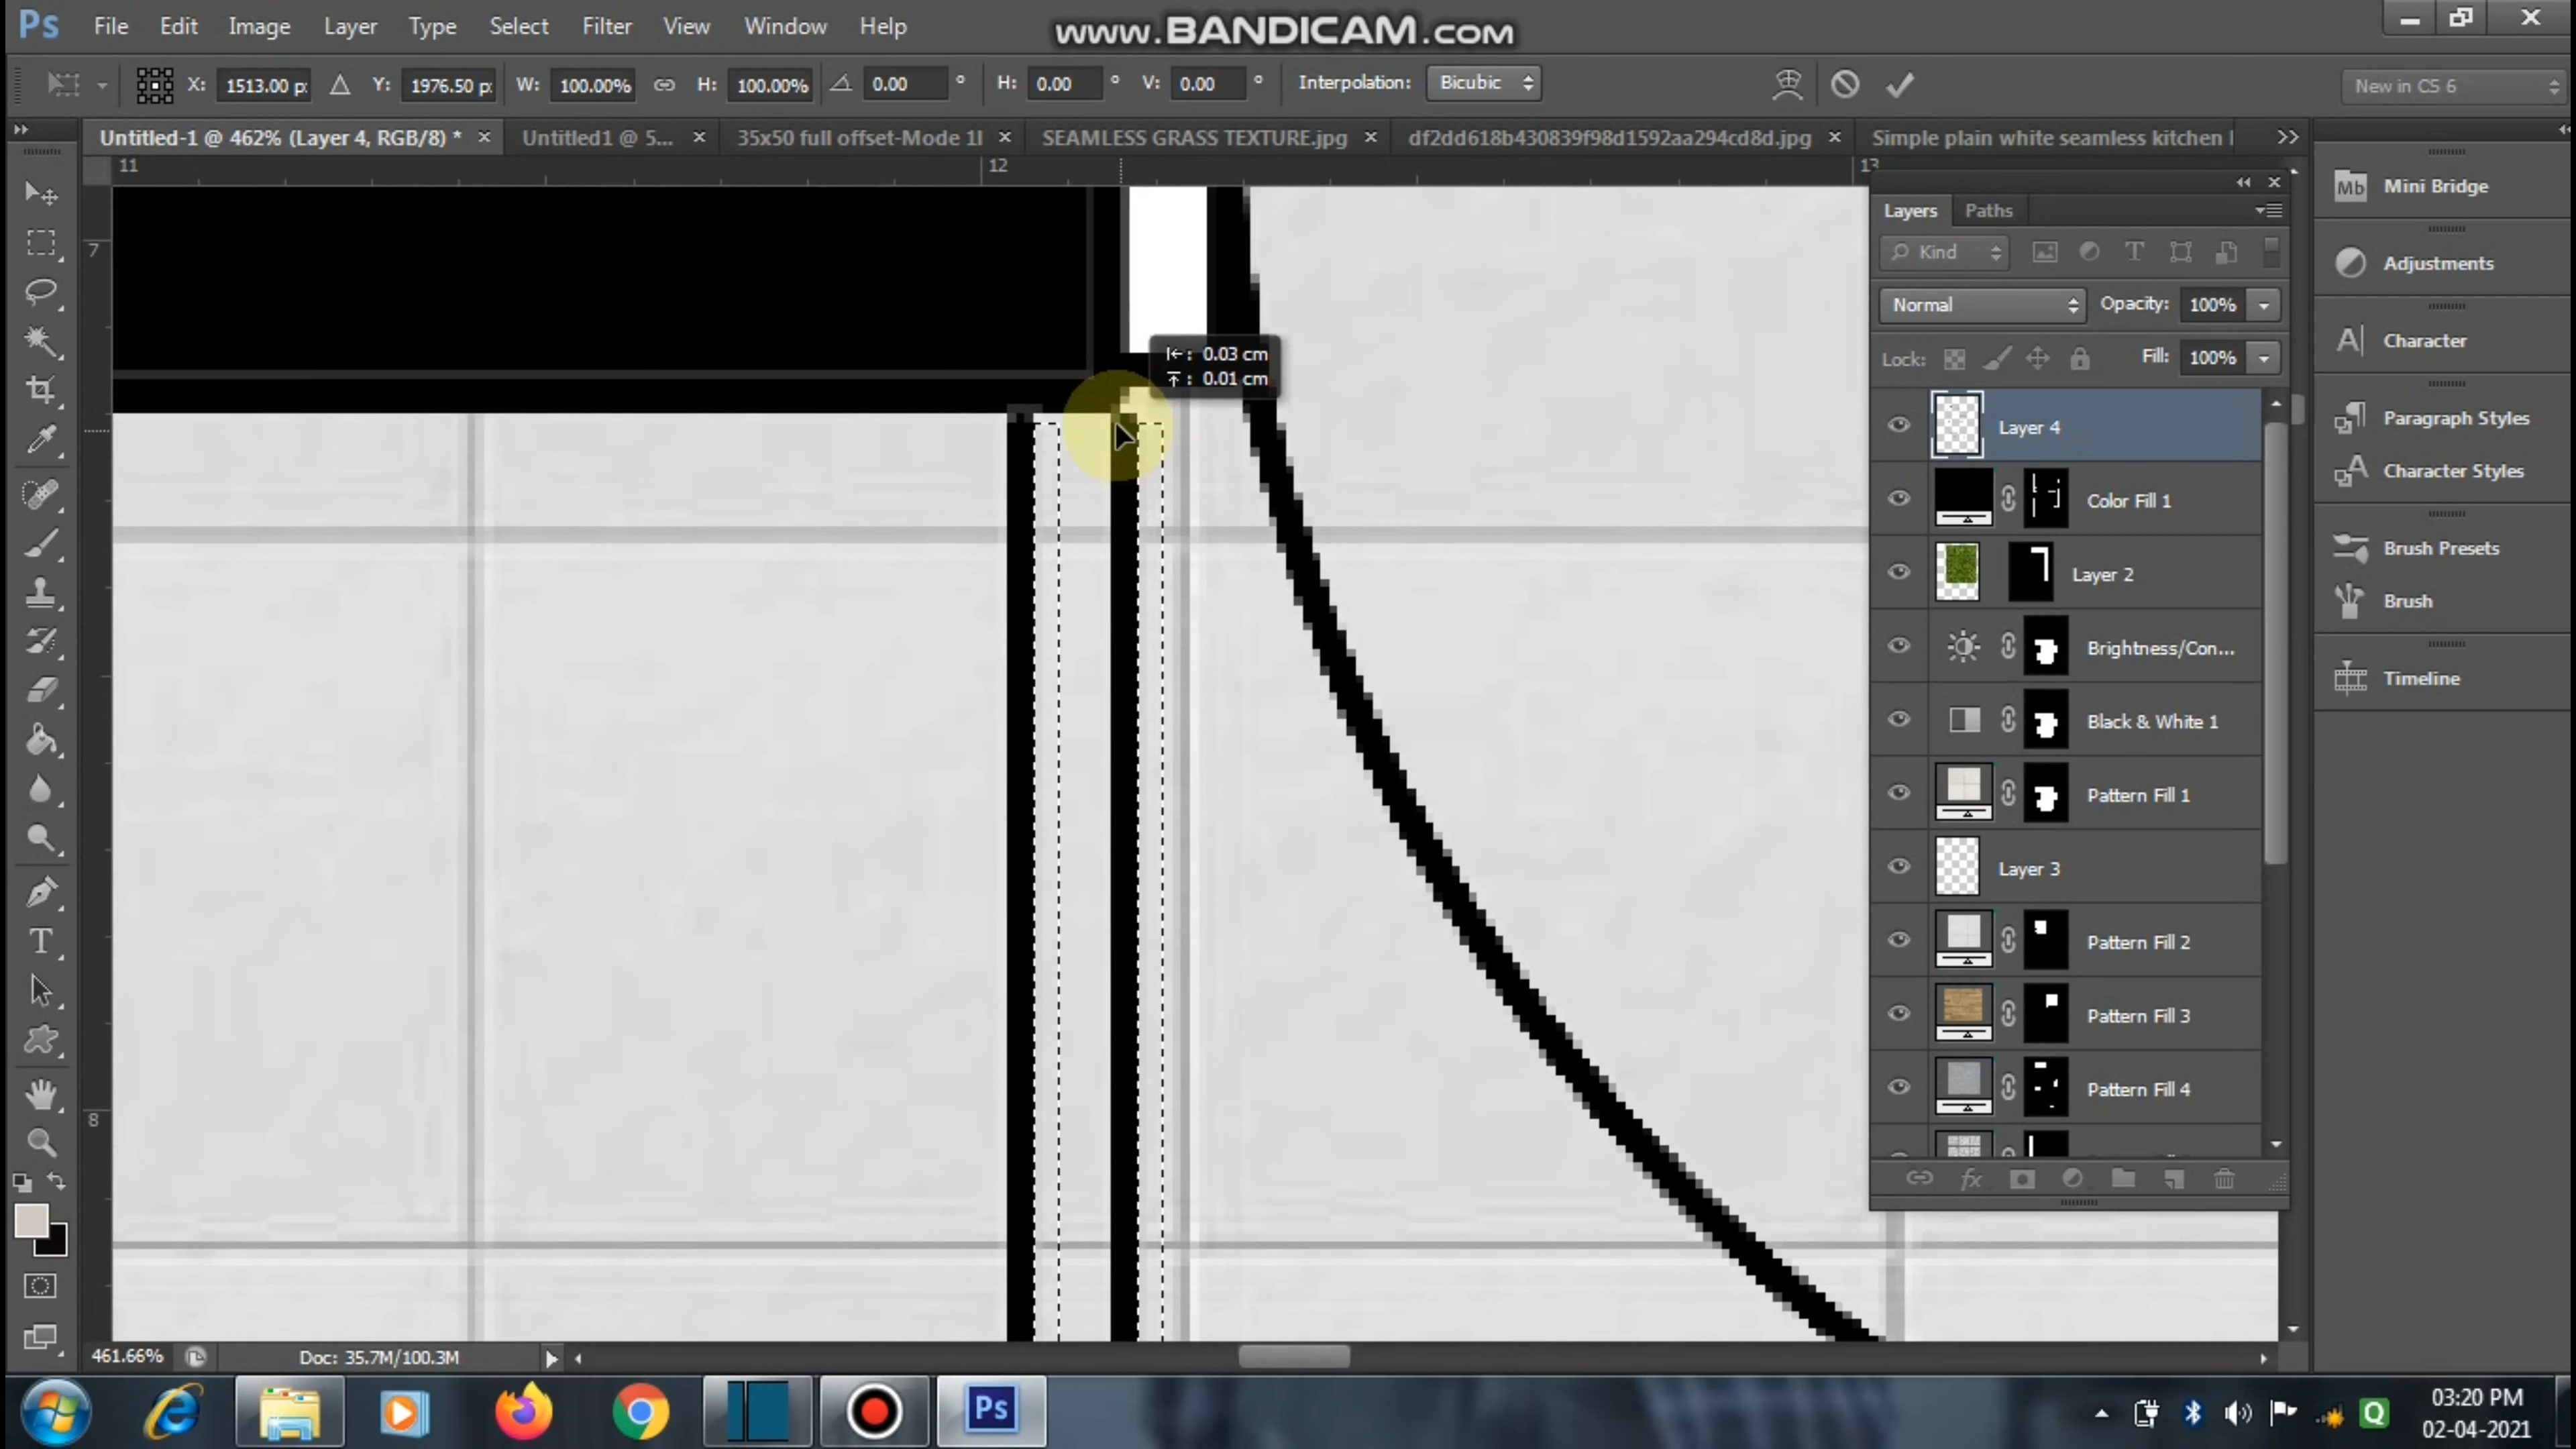 Ps File Edit Image Layer Type Select Filter View Window Help
www.BANDICAM.com
X: 1513.00 p: Y: 1976.50 p: W: 100.00% H: 100.00% 0.00 ° H: 0.00 ° V: 0.00 ° Interpolation: Bicubic
New in CS 6
Untitled-1 @ 462% (Layer 4, RGB/8) * × Untitled1 @ 5... × 35x50 full offset-Mode 1l × SEAMLESS GRASS TEXTURE.jpg × df2dd618b430839f98d1592aa294cd8d.jpg × Simple plain white seamless kitchen
11 12 13
7
8
0.03 cm
0.01 cm
Layers Paths
Kind
Normal Opacity: 100%
Lock: Fill: 100%
Layer 4
Color Fill 1
Layer 2
Brightness/Con...
Black & White 1
Pattern Fill 1
Layer 3
Pattern Fill 2
Pattern Fill 3
Pattern Fill 4
fx
Mb Mini Bridge
Adjustments
Character
Paragraph Styles
Character Styles
Brush Presets
Brush
Timeline
461.66% Doc: 35.7M/100.3M
Ps
03:20 PM
02-04-2021